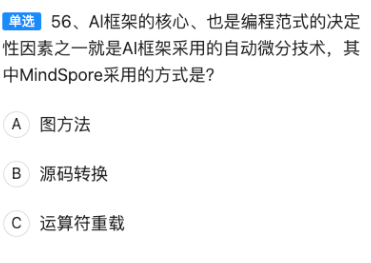 单选 56、AI框架的核心、也是编程范式的决定
性因素之一就是AI框架采用的自动微分技术，其
中MindSpore采用的方式是？
A 图方法
B 源码转换
C 运算符重载